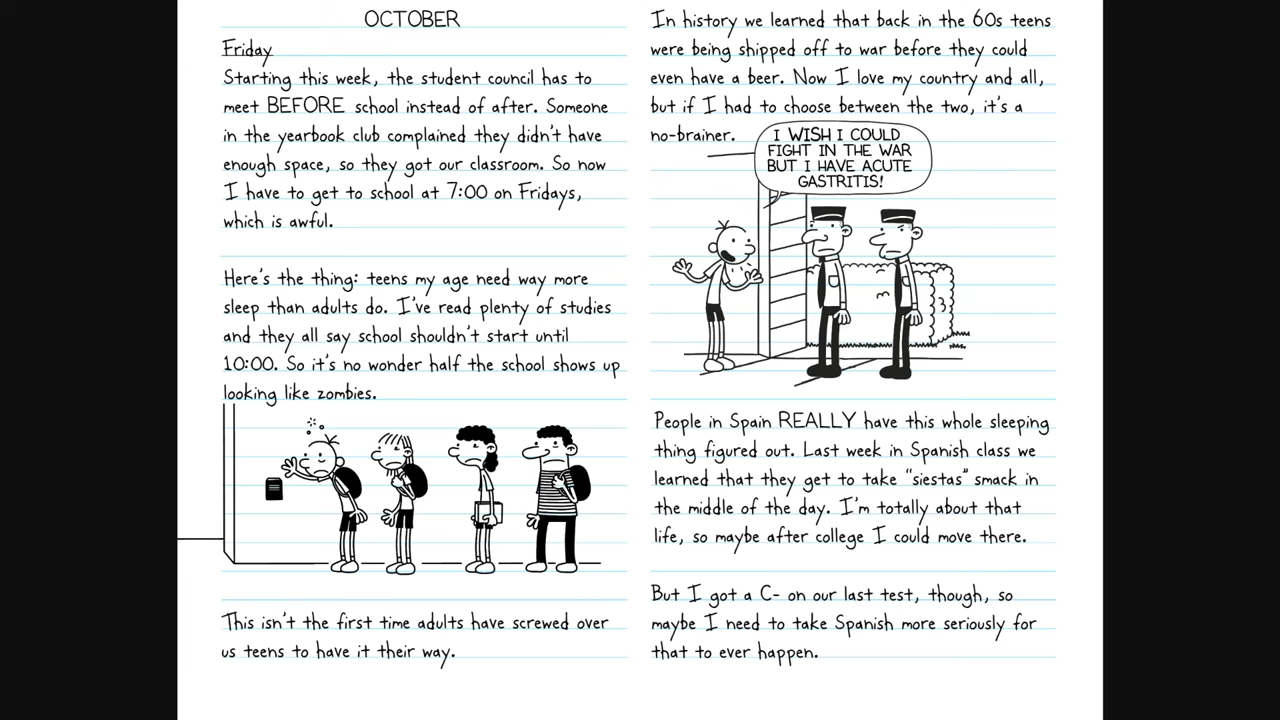 OCTOBER
Friday
Starting this week, the student council has to
meet BEFORE school instead of after. Someone
in the yearbook club complained they didn't have
enough space, so they got our classroom. So now
I have to get to school at 7:00 on Fridays,
which is awful.
Here's the thing: teens my age need way more
sleep than adults do. I've read plenty of studies
and they all say school shouldn't start until
10:00. So it's no wonder half the school shows up
looking like zombies.
This isn't the first time adults have screwed over
us teens to have it their way.
In history we learned that back in the 60s teens
were being shipped off to war before they could
even have a beer. Now I love my country and all,
but if I had to choose between the two, it's a
no-brainer.
I WISH I COULD
FIGHT IN THE WAR
BUT I HAVE ACUTE
GASTRITIS!
People in Spain REALLY have this whole sleeping
thing figured out. Last week in Spanish class we
learned that they get to take "siestas" smack in
the middle of the day. I'm totally about that
life, so maybe after college I could move there.
But I got a C- on our last test, though, so
maybe I need to take Spanish more seriously for
that to ever happen.